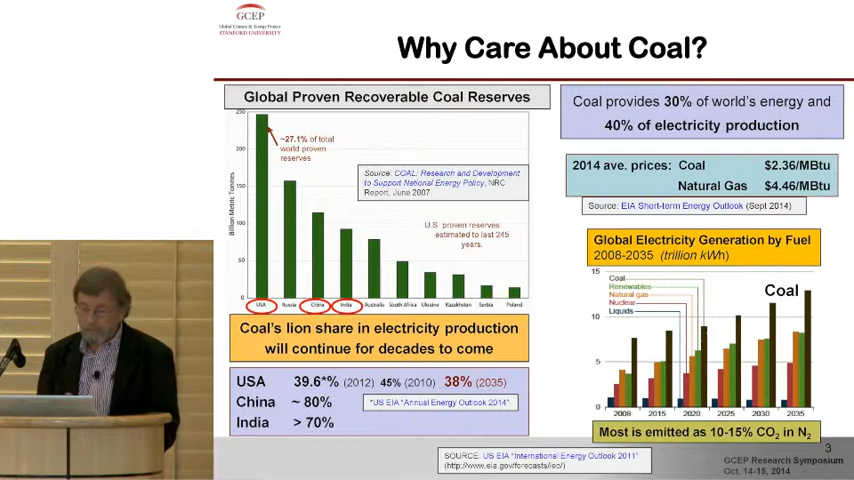 GCEP
Global Climate & Energy Project
STANFORD UNIVERSITY
Why Care About Coal?
Global Proven Recoverable Coal Reserves
250
200
150
100
50
0
Billion Metric Tonnes
~27.1% of total
world proven
reserves
Source: COAL: Research and Development
to Support National Energy Policy, NRC
Report, June 2007
U.S. proven reserves
estimated to last 245
years.
USA Russia China India Australia South Africa Ukraine Kazakhstan Serbia Poland
Coal's lion share in electricity production
will continue for decades to come
USA 39.6*% (2012) 45% (2010) 38% (2035)
China ~ 80%
India > 70%
*US EIA "Annual Energy Outlook 2014"
Coal provides 30% of world's energy and
40% of electricity production
2014 ave. prices: Coal $2.36/MBtu
Natural Gas $4.46/MBtu
Source: EIA Short-term Energy Outlook (Sept 2014)
Global Electricity Generation by Fuel
2008-2035 (trillion kWh)
15
10
5
0
Coal
Renewables
Natural gas
Nuclear
Liquids
Coal
2008 2015 2020 2025 2030 2035
Most is emitted as 10-15% CO2 in N2
SOURCE: US EIA "International Energy Outlook 2011"
(http://www.eia.gov/forecasts/ieo/)
3
GCEP Research Symposium
Oct. 14-15, 2014